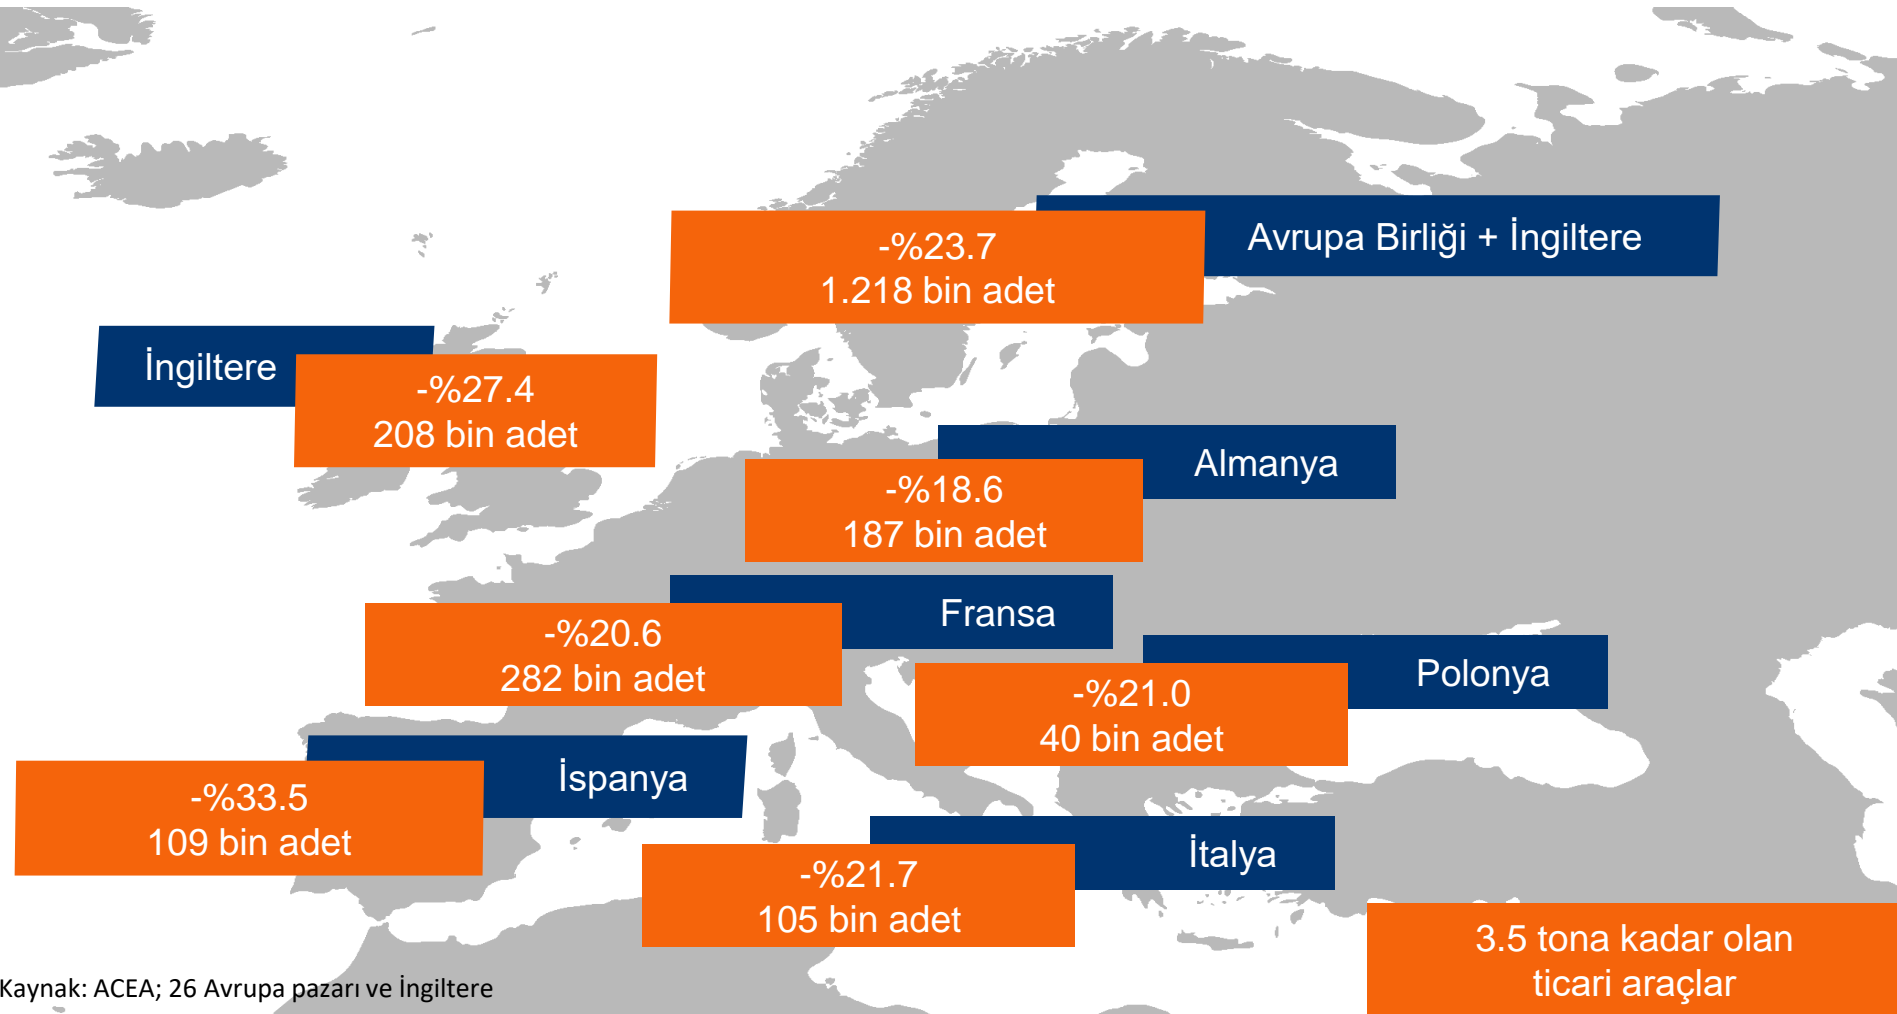 Avrupa Birliği + İngiltere
-%23.7
1.218 bin adet
İngiltere
-%27.4
208 bin adet
Almanya
-%18.6
187 bin adet
Fransa
-%20.6
282 bin adet
Polonya
-%21.0
40 bin adet
İspanya
-%33.5
109 bin adet
İtalya
-%21.7
105 bin adet
3.5 tona kadar olan
ticari araçlar
Kaynak: ACEA; 26 Avrupa pazarı ve İngiltere